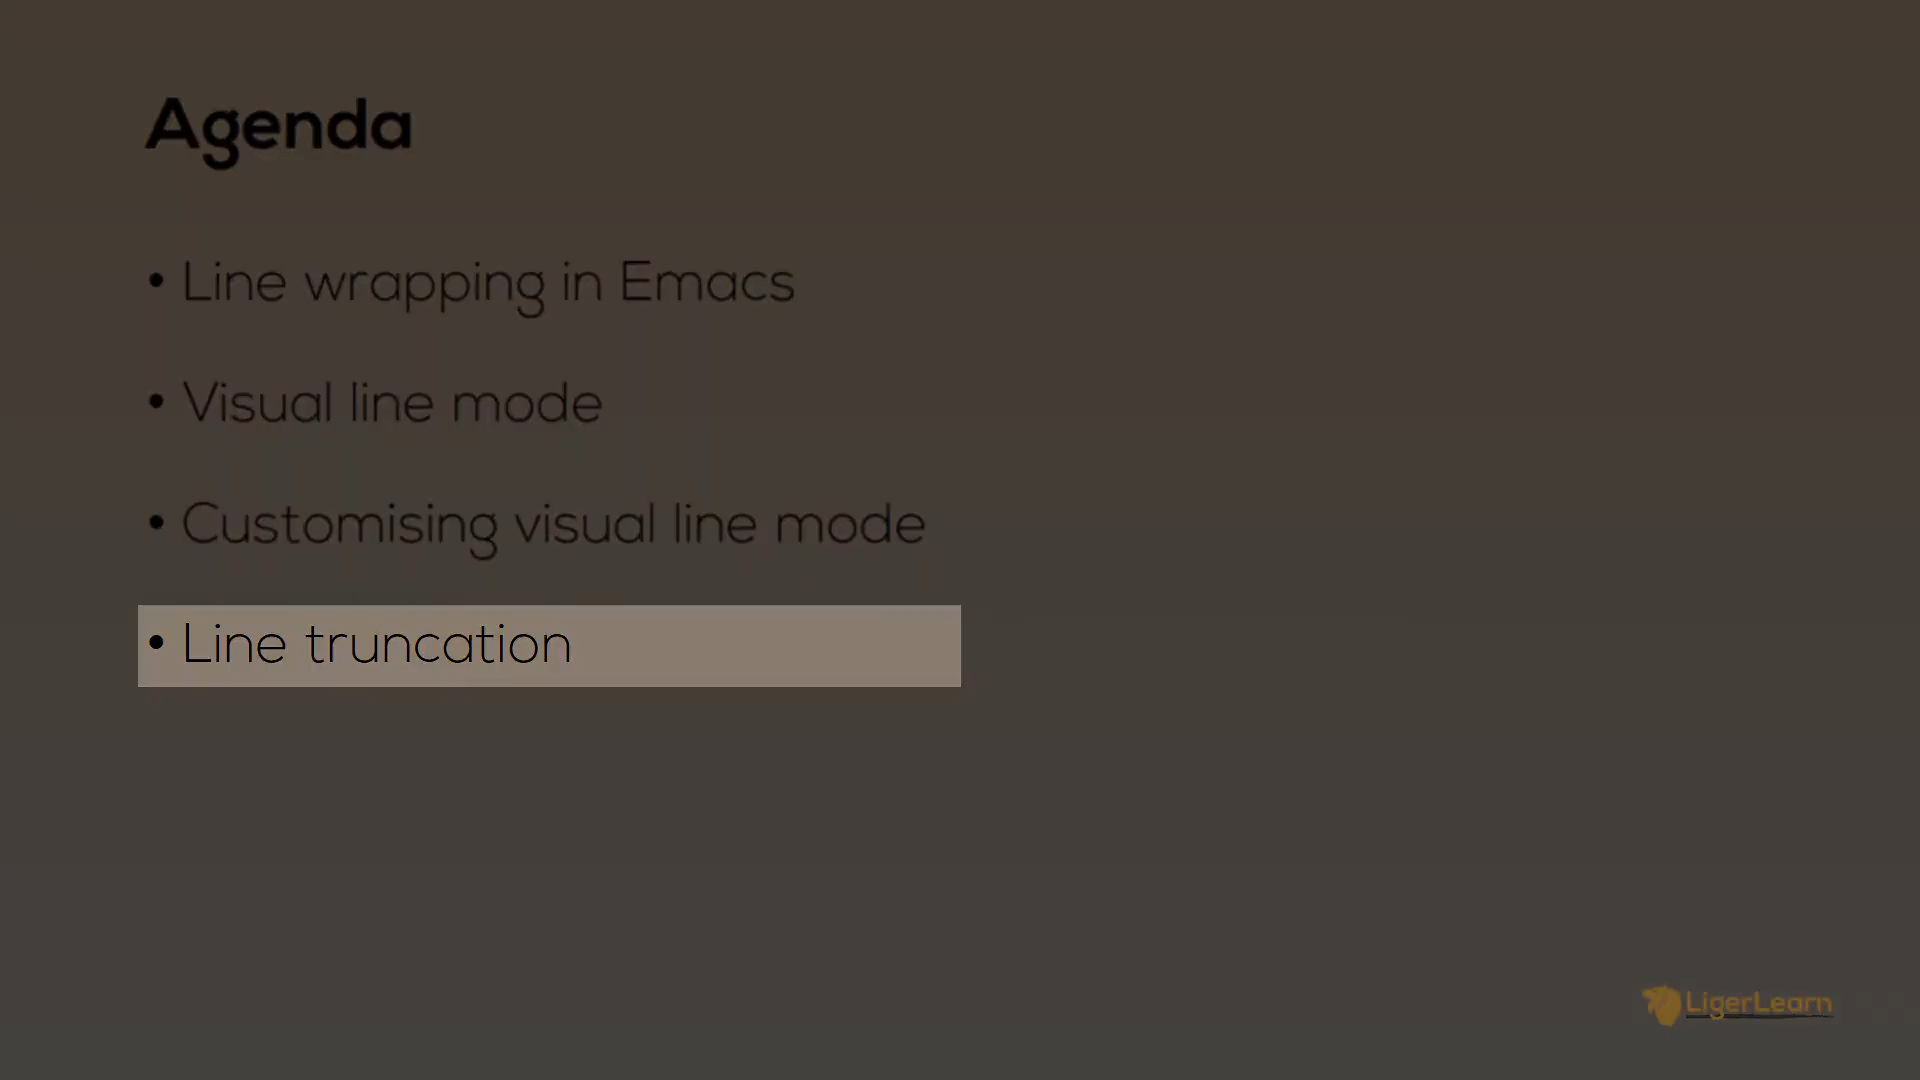 Agenda
• Line wrapping in Emacs
• Visual line mode
• Customising visual line mode
• Line truncation
LigerLearn